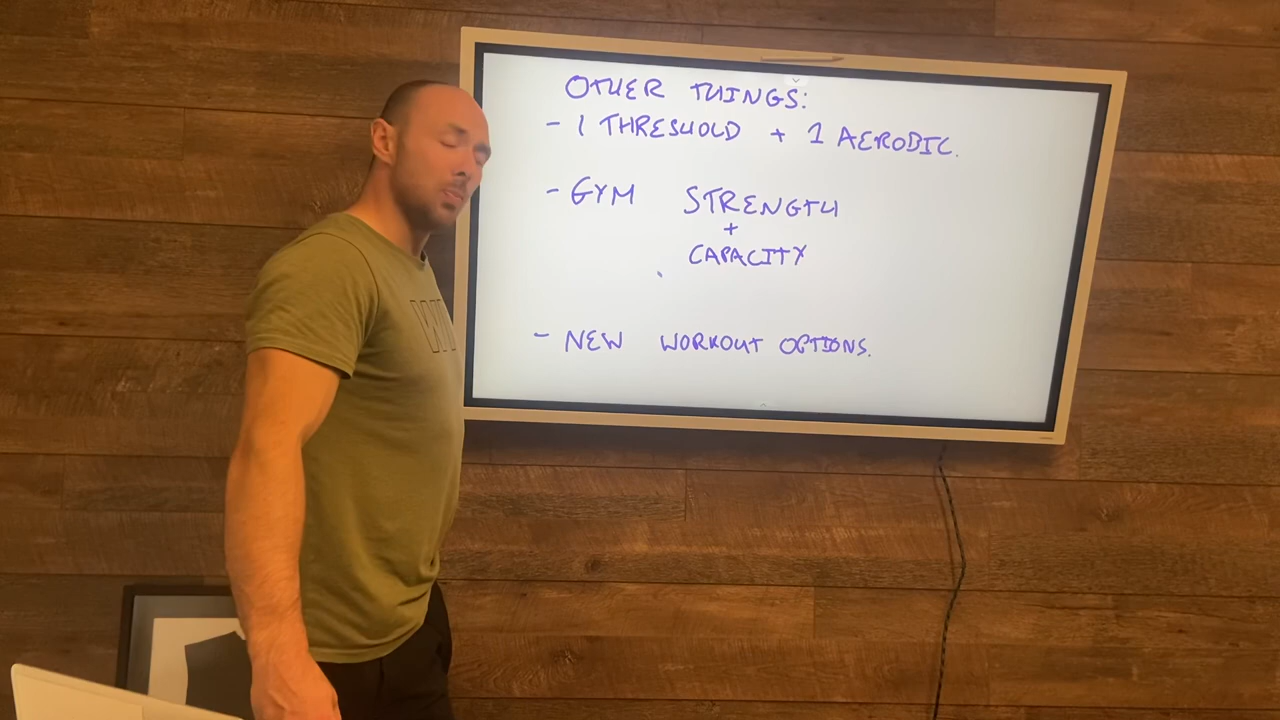 OTHER THINGS:
- 1 THRESHOLD + 1 AEROBIC.
- GYM STRENGTH
+
CAPACITY
- NEW WORKOUT OPTIONS.